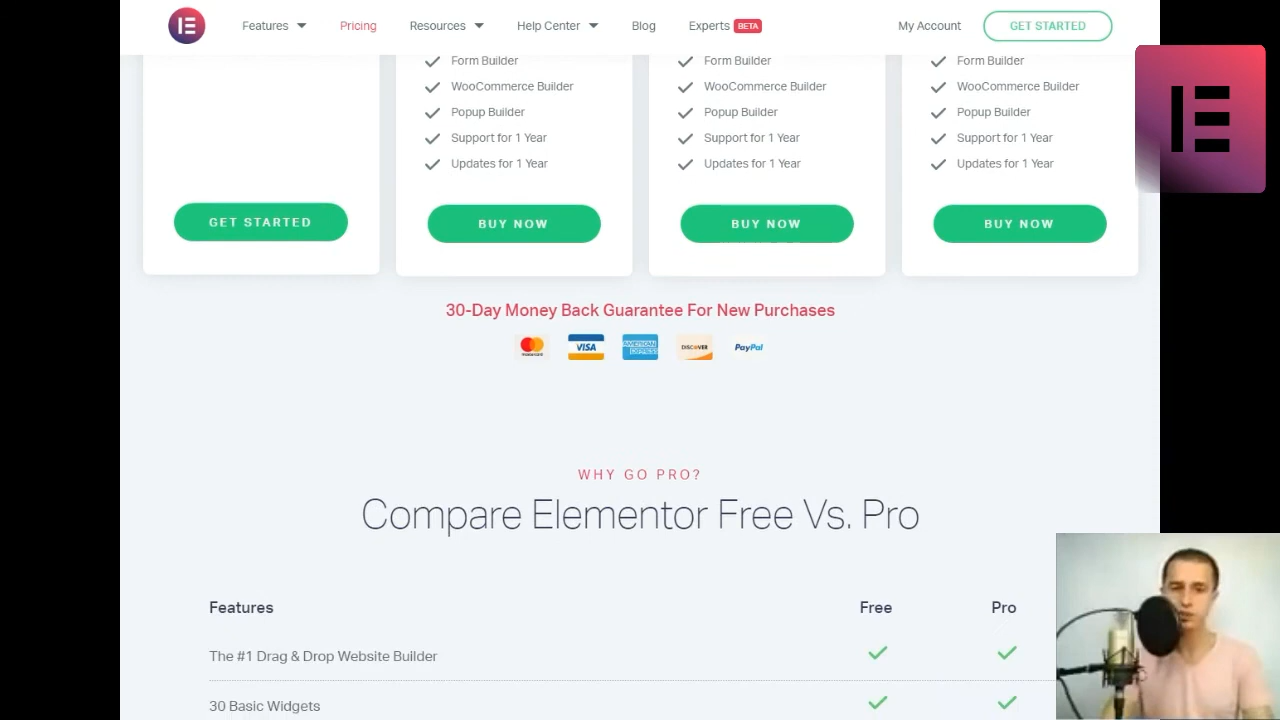 Features Pricing Resources Help Center Blog Experts BETA My Account GET STARTED
Form Builder Form Builder Form Builder
WooCommerce Builder WooCommerce Builder WooCommerce Builder
Popup Builder Popup Builder Popup Builder
Support for 1 Year Support for 1 Year Support for 1 Year
Updates for 1 Year Updates for 1 Year Updates for 1 Year
GET STARTED BUY NOW BUY NOW BUY NOW
30-Day Money Back Guarantee For New Purchases
mastercard VISA AMERICAN EXPRESS DISCOVER PayPal
WHY GO PRO?
Compare Elementor Free Vs. Pro
Features Free Pro
The #1 Drag & Drop Website Builder
30 Basic Widgets